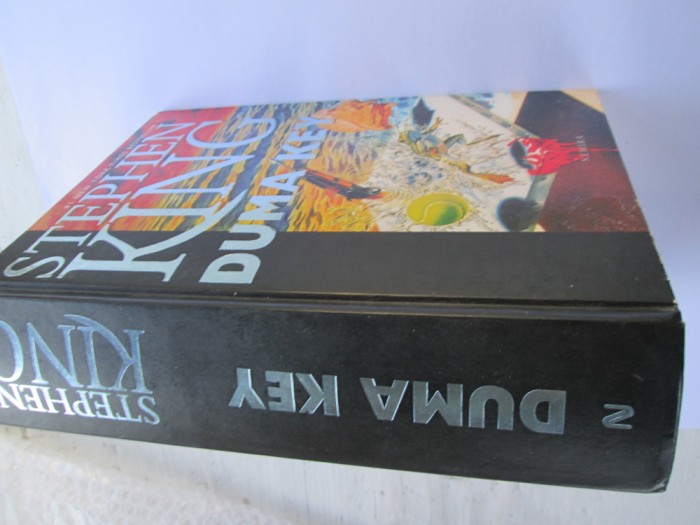 STEPHEN
KING
DUMA KEY
STEPHEN
KING
DUMA KEY
N